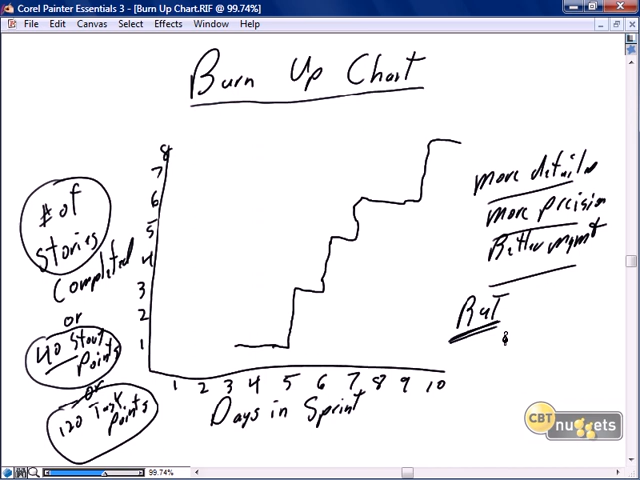 Corel Painter Essentials 3 - [Burn Up Chart.RIF @ 99.74%]
File Edit Canvas Select Effects Window Help
Burn Up Chart
8
7
6
5
4
3
2
1
# of
Stories
Completed
or
40 Story
Points
or
120 Task
Points
1 2 3 4 5 6 7 8 9 10
Days in Sprint
more detailed
more precision
Better mgmt
BuT
CBT
nuggets
99.74%